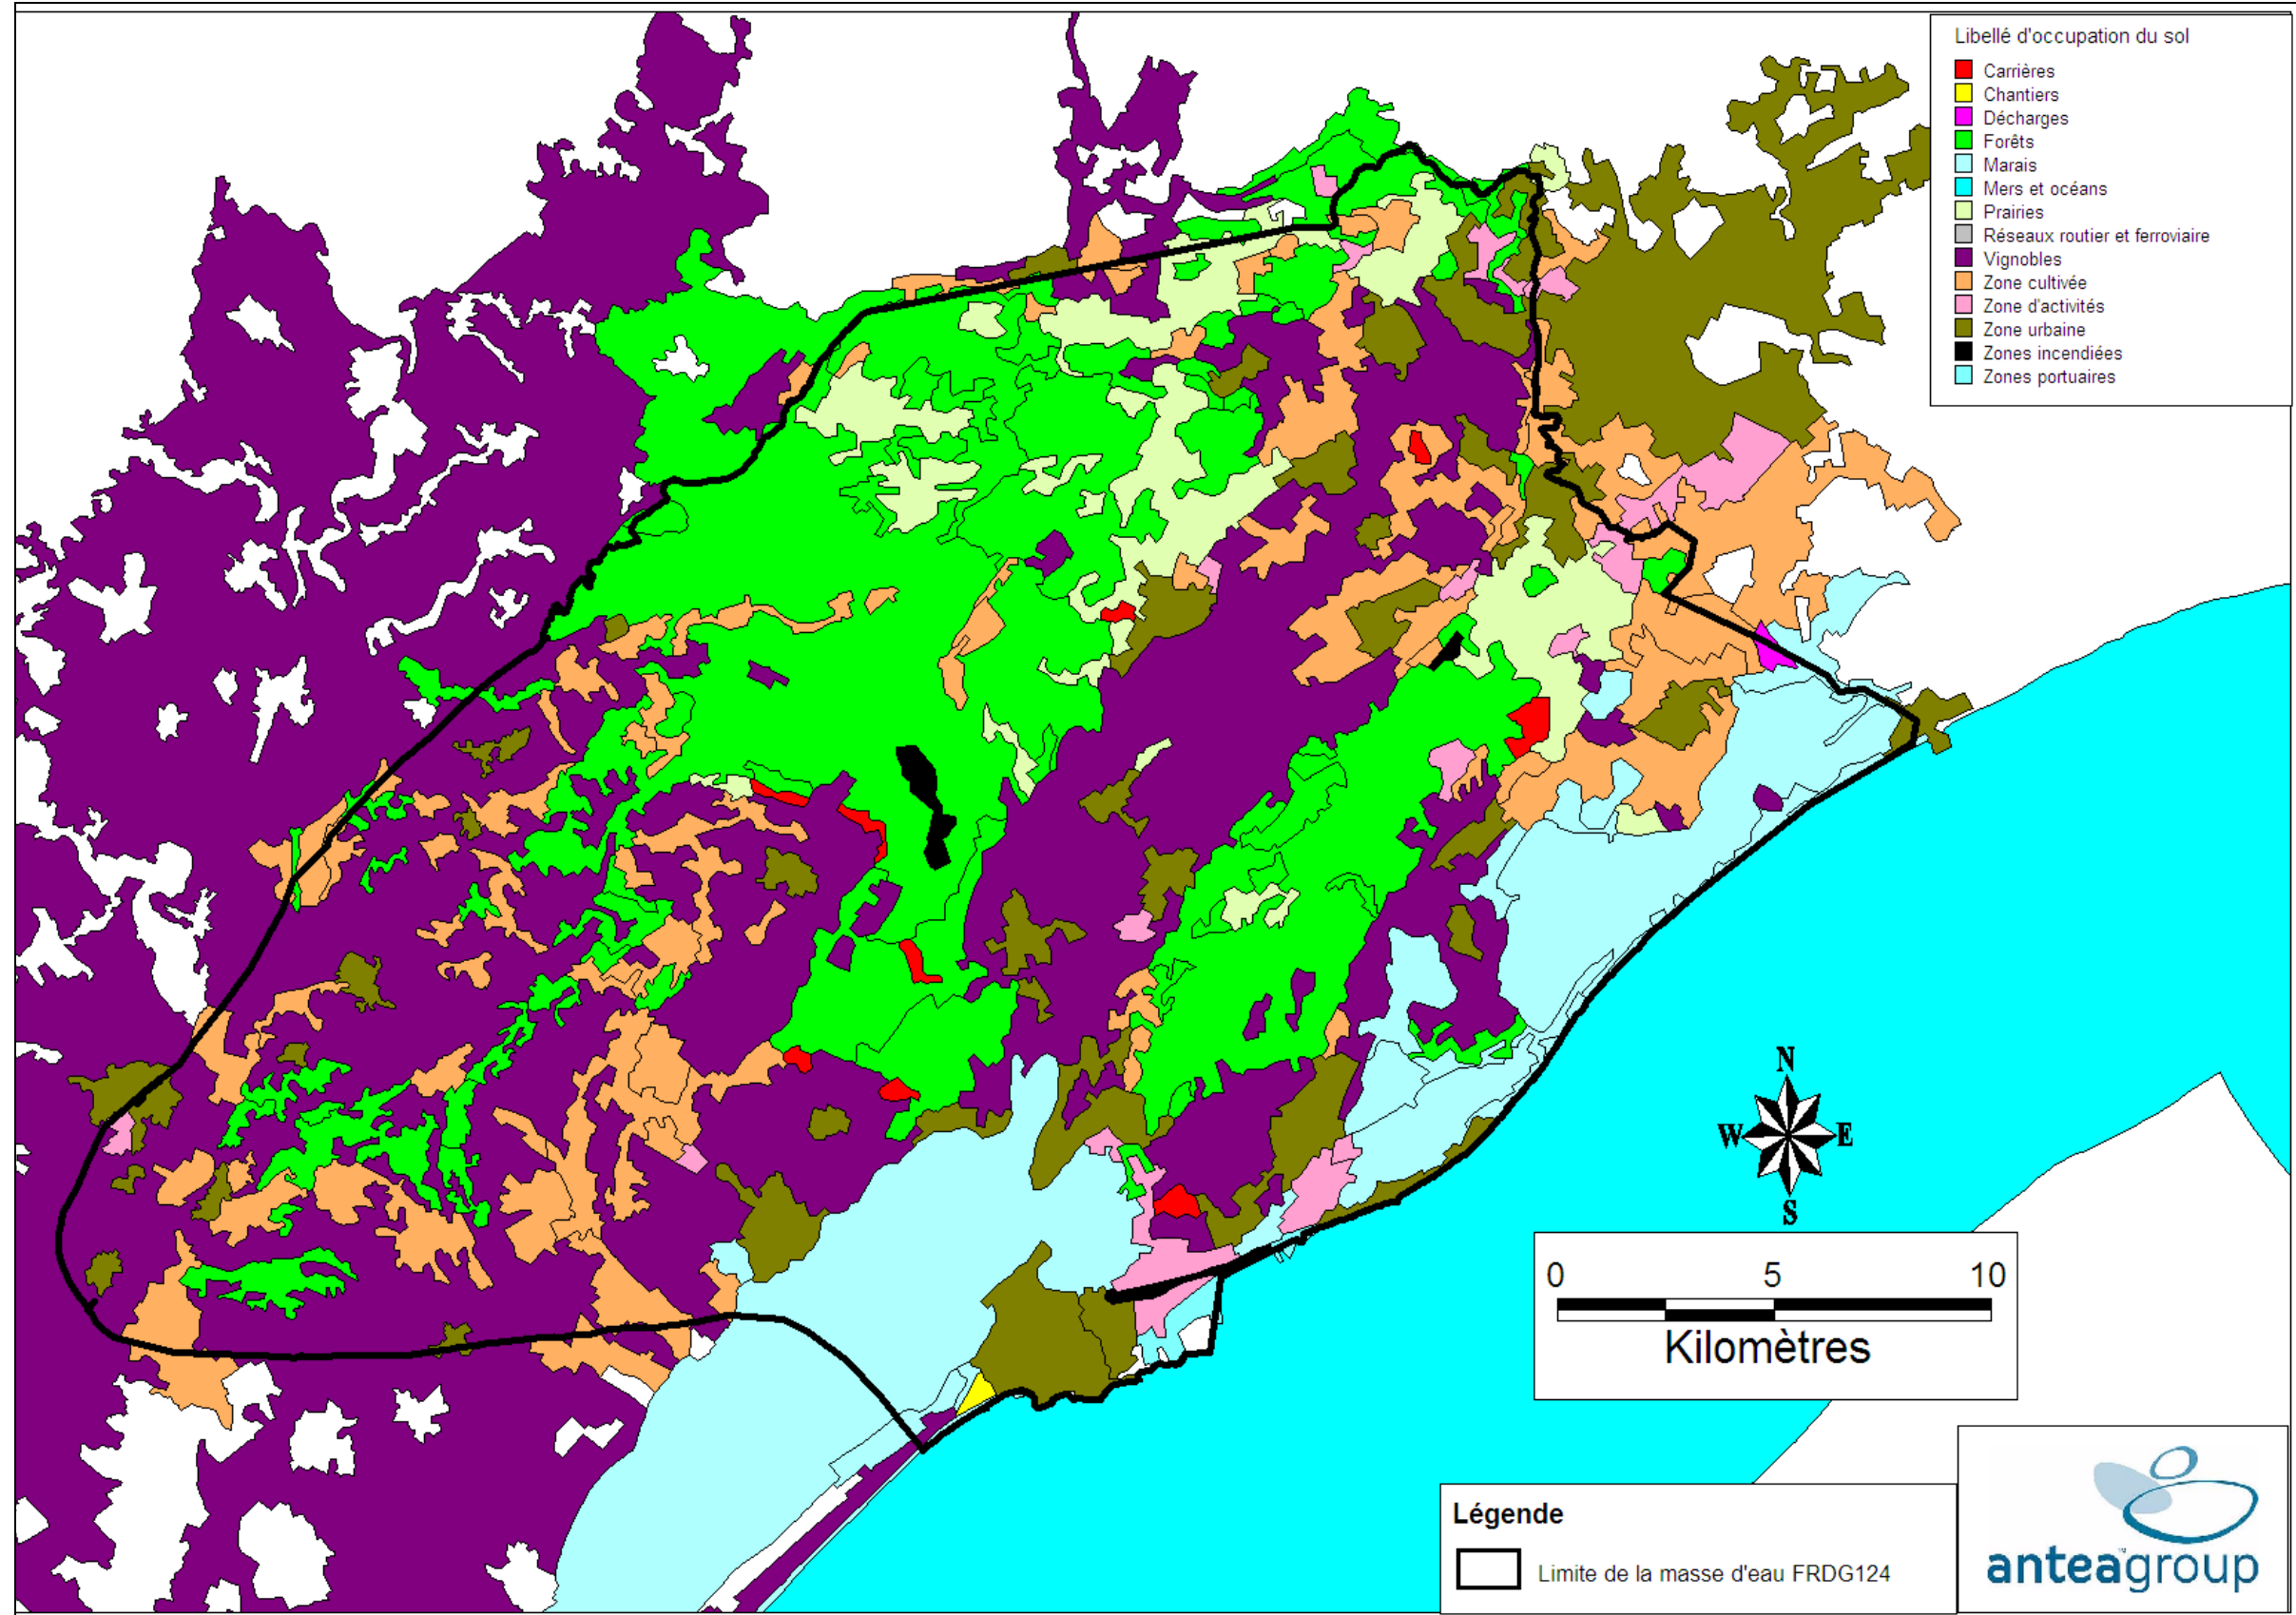 Libellé d'occupation du sol
Carrières
Chantiers
Décharges
Forêts
Marais
Mers et océans
Prairies
Réseaux routier et ferroviaire
Vignobles
Zone cultivée
Zone d'activités
Zone urbaine
Zones incendiées
Zones portuaires
N
W E
S
0 5 10
Kilomètres
Légende
Limite de la masse d'eau FRDG124
anteagroup